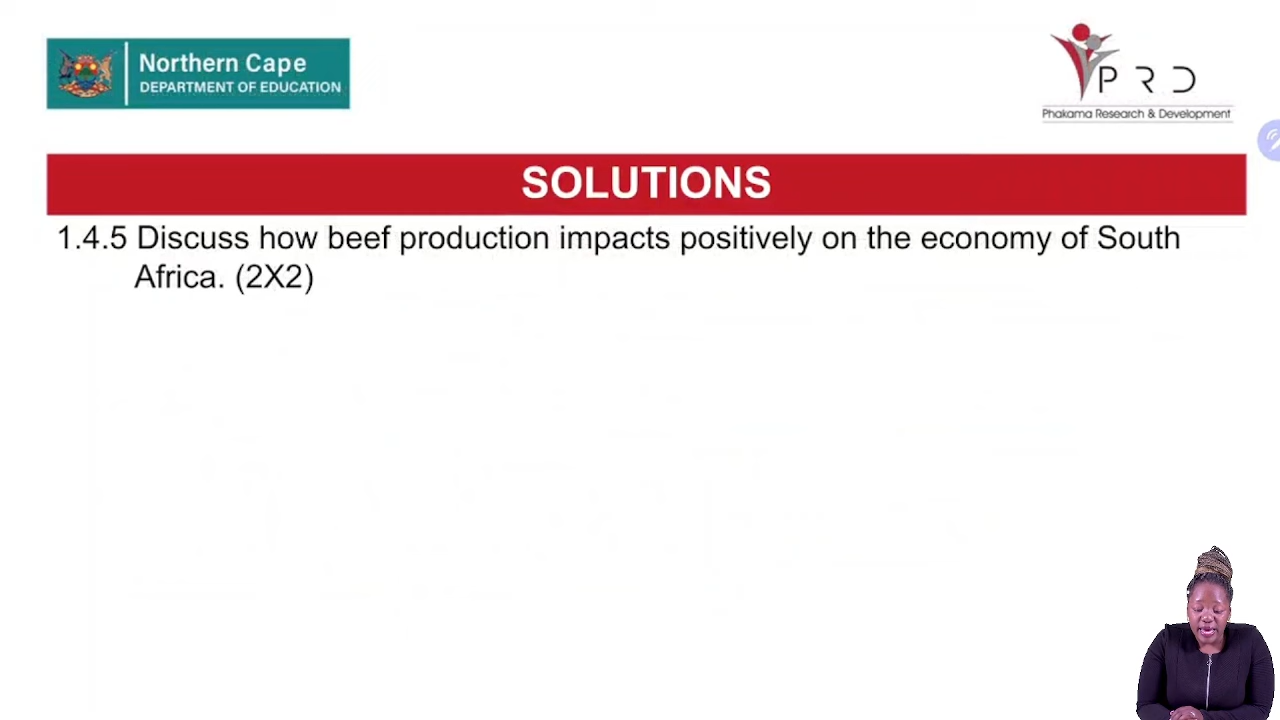 Northern Cape
DEPARTMENT OF EDUCATION
PRD
Phakama Research & Development
SOLUTIONS
1.4.5 Discuss how beef production impacts positively on the economy of South
Africa. (2X2)